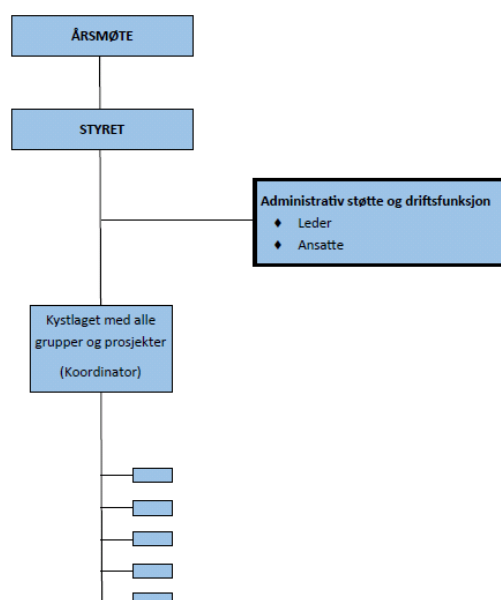 ÅRSMØTE
STYRET
Administrativ støtte og driftsfunksjon
♦ Leder
♦ Ansatte
Kystlaget med alle
grupper og prosjekter
(Koordinator)